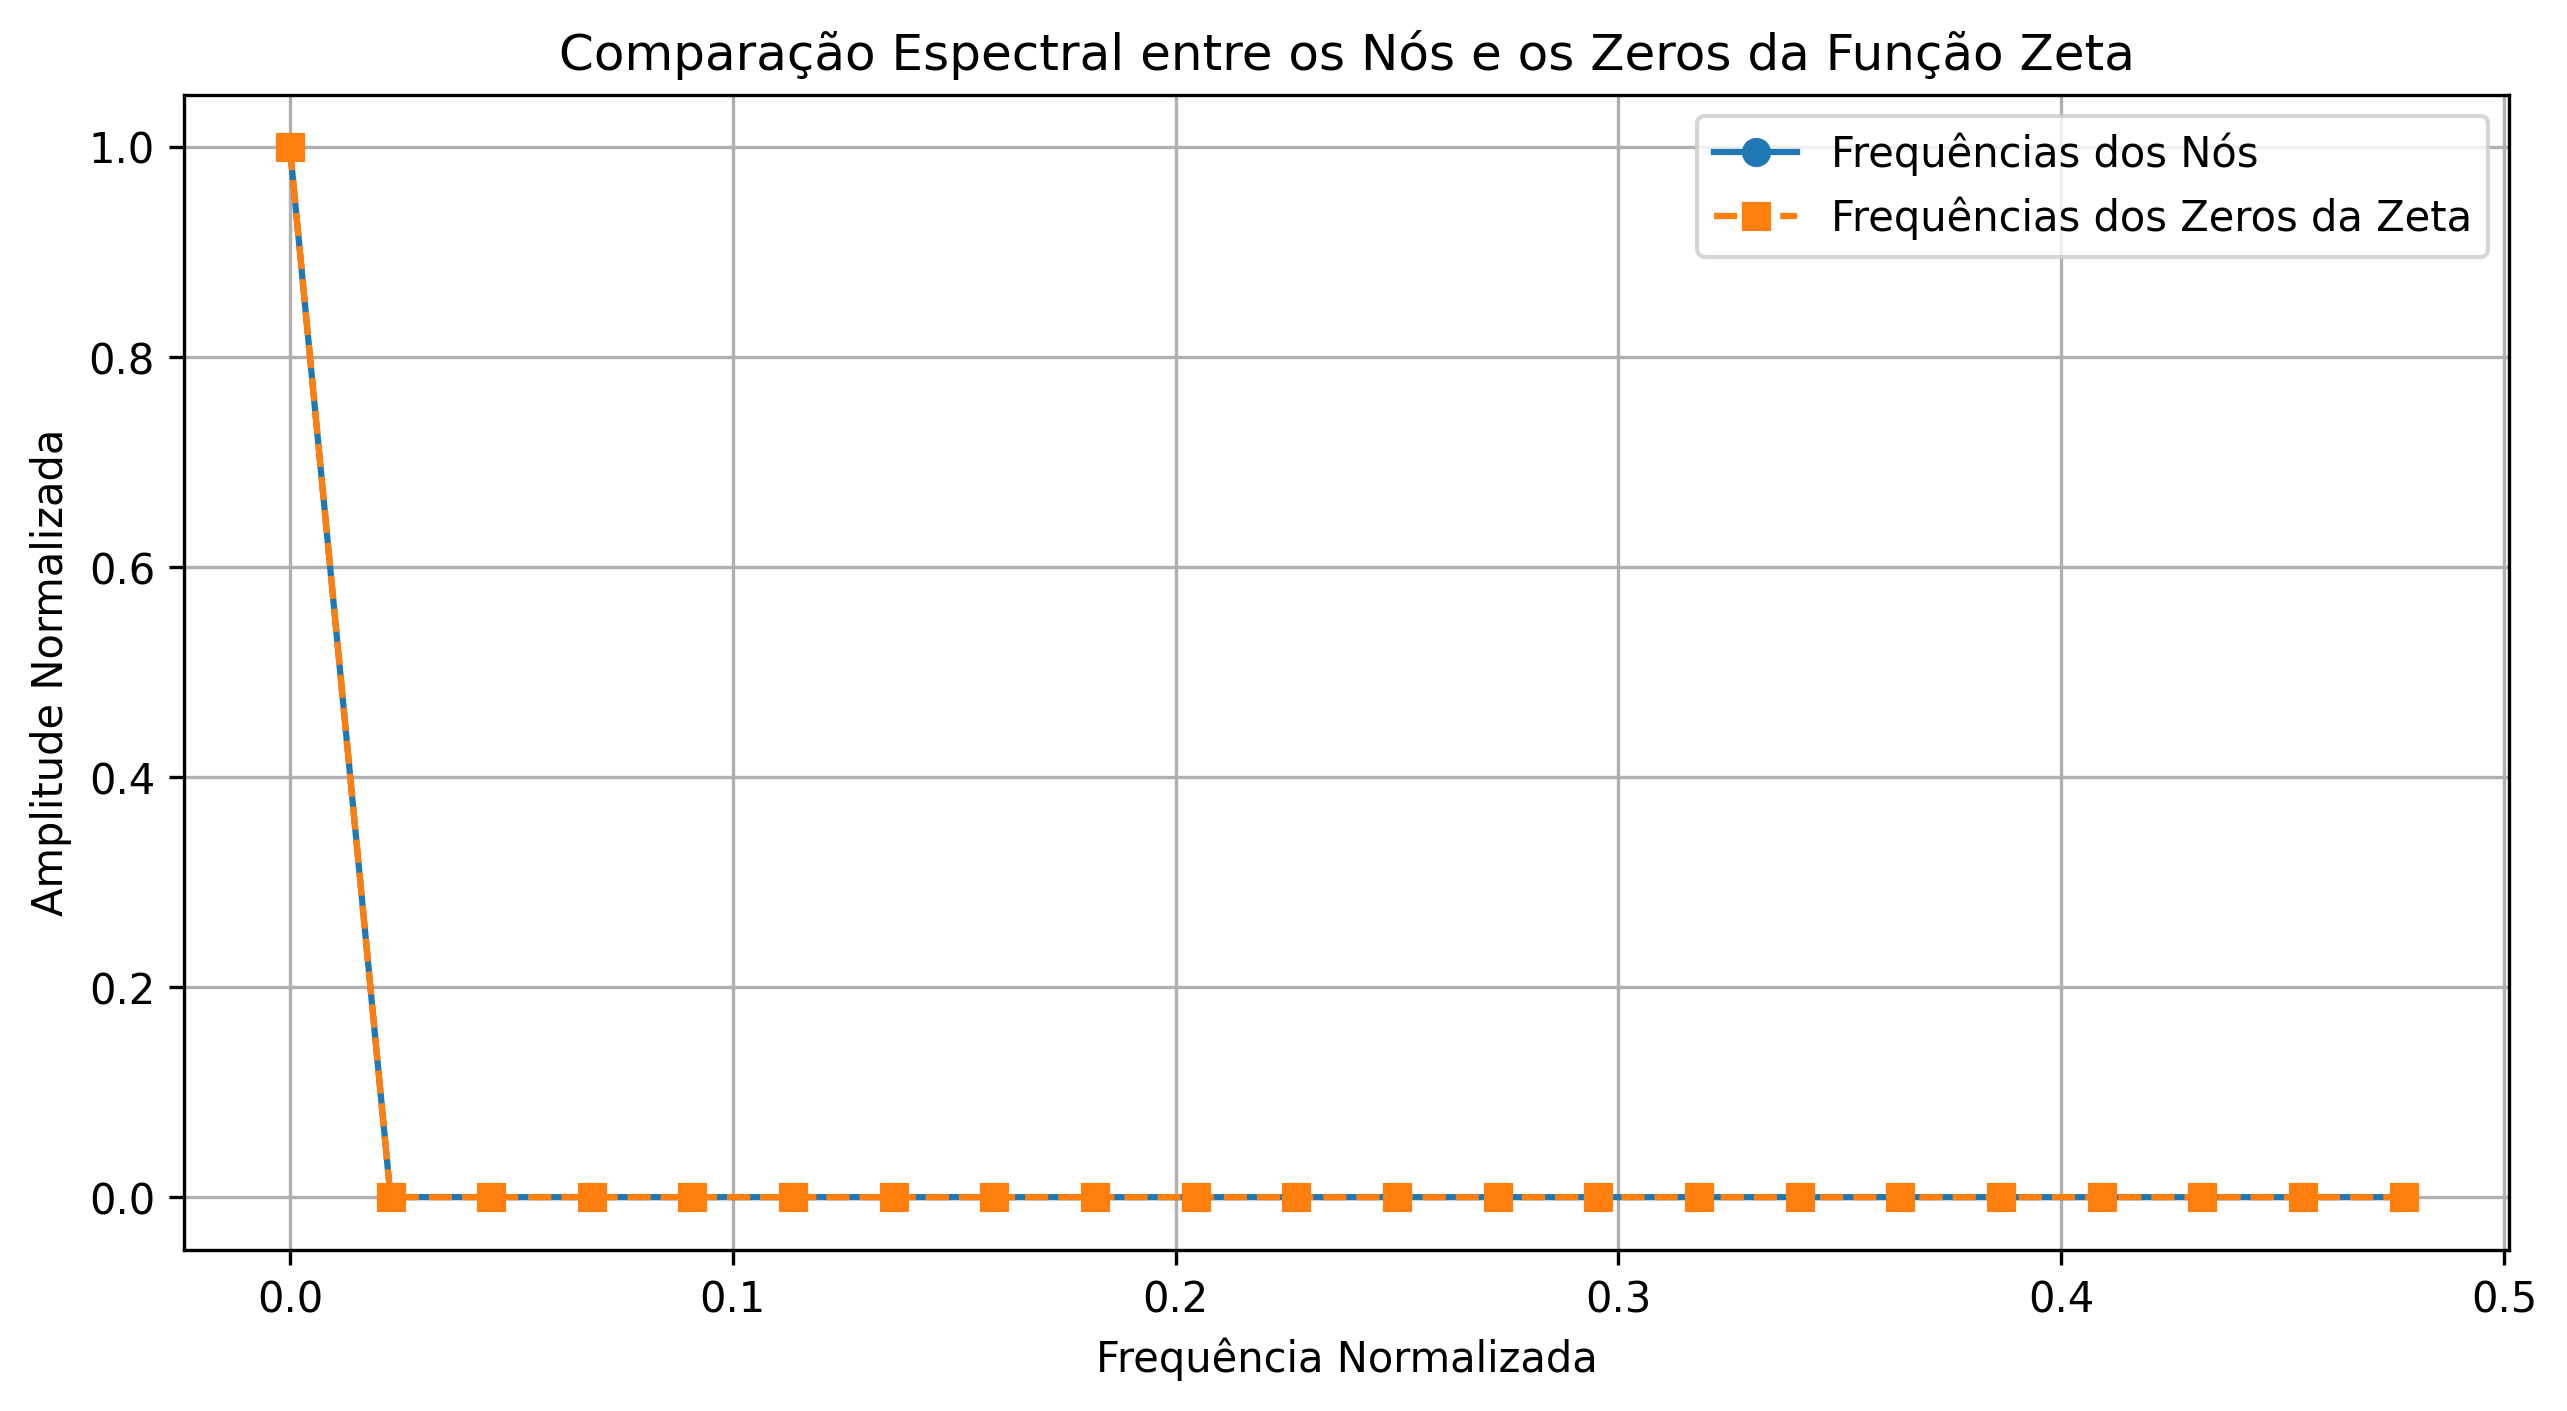 Comparação Espectral entre os Nós e os Zeros da Função Zeta
Frequências dos Nós
Frequências dos Zeros da Zeta
Amplitude Normalizada
1.0
0.8
0.6
0.4
0.2
0.0
0.0 0.1 0.2 0.3 0.4 0.5
Frequência Normalizada